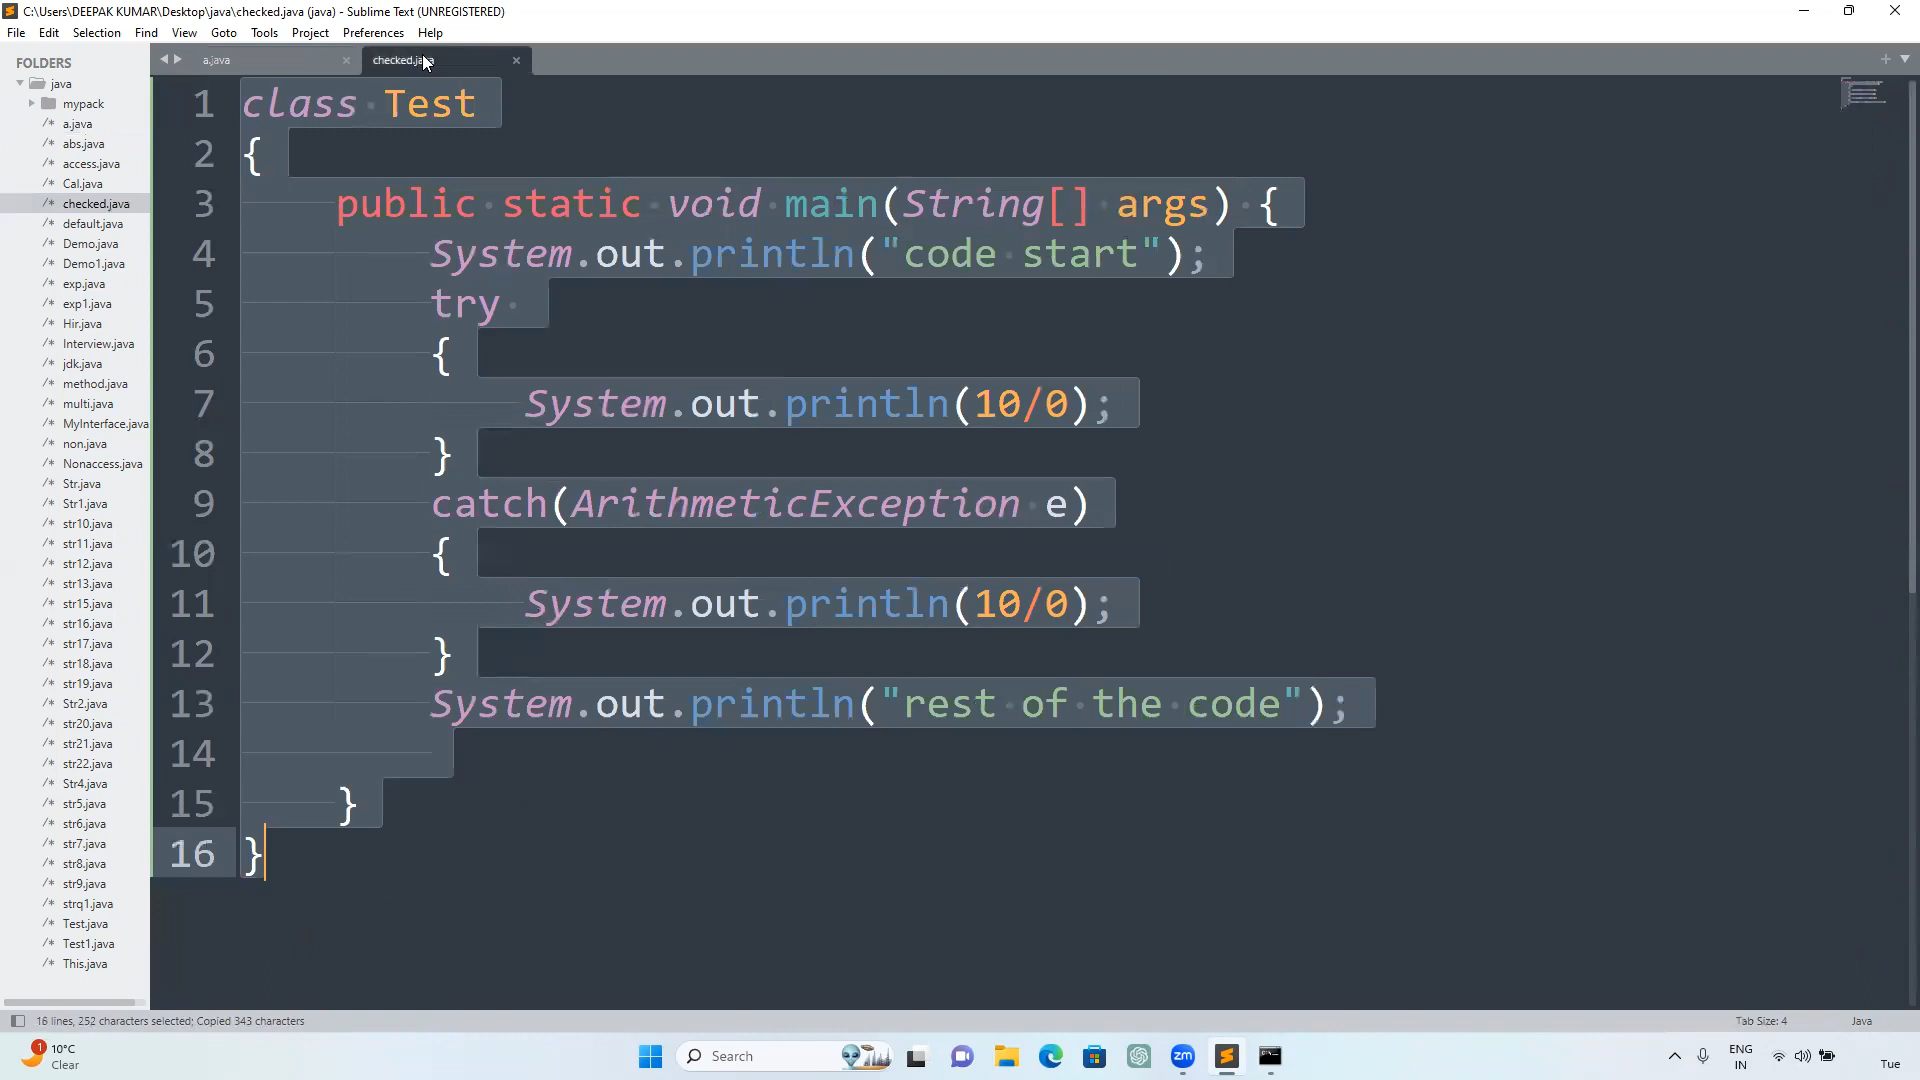 C:\Users\DEEPAK KUMAR\Desktop\java\checked.java (java) - Sublime Text (UNREGISTERED)
File Edit Selection Find View Goto Tools Project Preferences Help
FOLDERS
java
mypack
a.java
abs.java
access.java
Cal.java
checked.java
default.java
Demo.java
Demo1.java
exp.java
exp1.java
Hir.java
Interview.java
jdk.java
method.java
multi.java
MyInterface.java
non.java
Nonaccess.java
Str.java
Str1.java
str10.java
str11.java
str12.java
str13.java
str15.java
str16.java
str17.java
str18.java
str19.java
Str2.java
str20.java
str21.java
str22.java
Str4.java
str5.java
str6.java
str7.java
str8.java
str9.java
strq1.java
Test.java
Test1.java
This.java
a.java checked.java
1 class Test
2 {
3 public static void main(String[] args) {
4 System.out.println("code start");
5 try
6 {
7 System.out.println(10/0);
8 }
9 catch(ArithmeticException e)
10 {
11 System.out.println(10/0);
12 }
13 System.out.println("rest of the code");
14
15 }
16 }
16 lines, 252 characters selected; Copied 343 characters Tab Size: 4 Java
1 10°C
Clear
Search
zm
ENG
IN
Tue